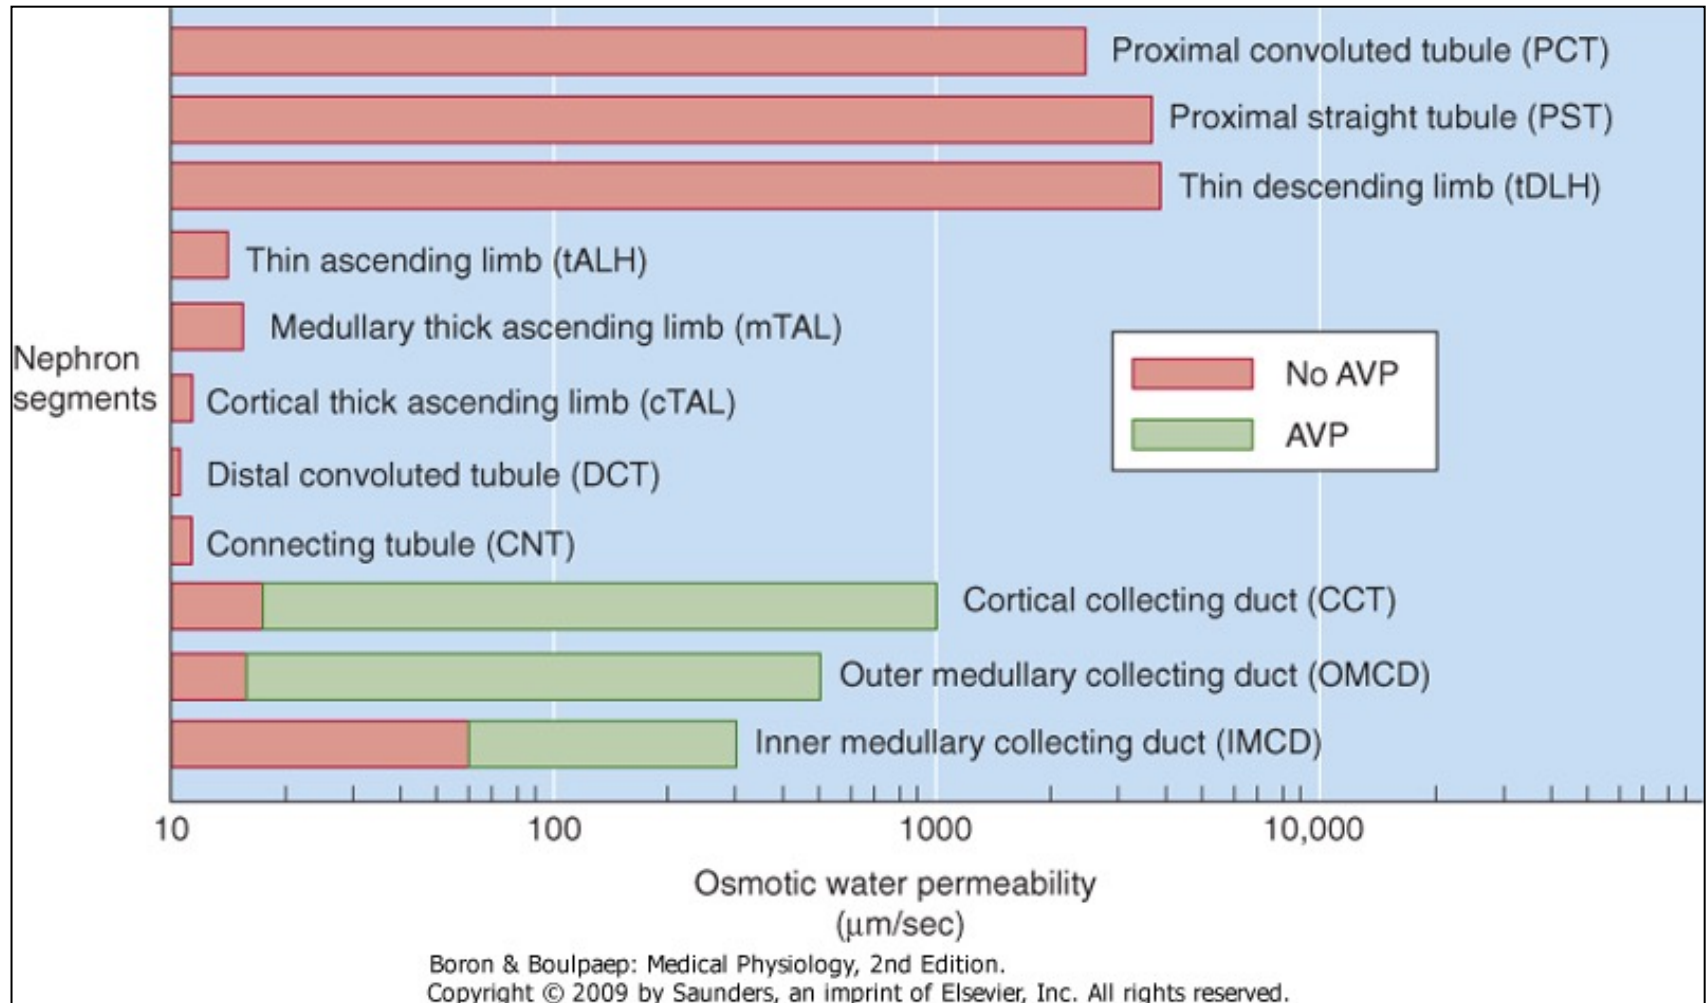 Proximal convoluted tubule (PCT)
Proximal straight tubule (PST)
Thin descending limb (tDLH)
Thin ascending limb (tALH)
Medullary thick ascending limb (mTAL)
Nephron
segments
Cortical thick ascending limb (cTAL)
No AVP
AVP
Distal convoluted tubule (DCT)
Connecting tubule (CNT)
Cortical collecting duct (CCT)
Outer medullary collecting duct (OMCD)
Inner medullary collecting duct (IMCD)
10 100 1000 10,000
Osmotic water permeability
(μm/sec)
Boron & Boulpaep: Medical Physiology, 2nd Edition.
Copyright © 2009 by Saunders, an imprint of Elsevier, Inc. All rights reserved.